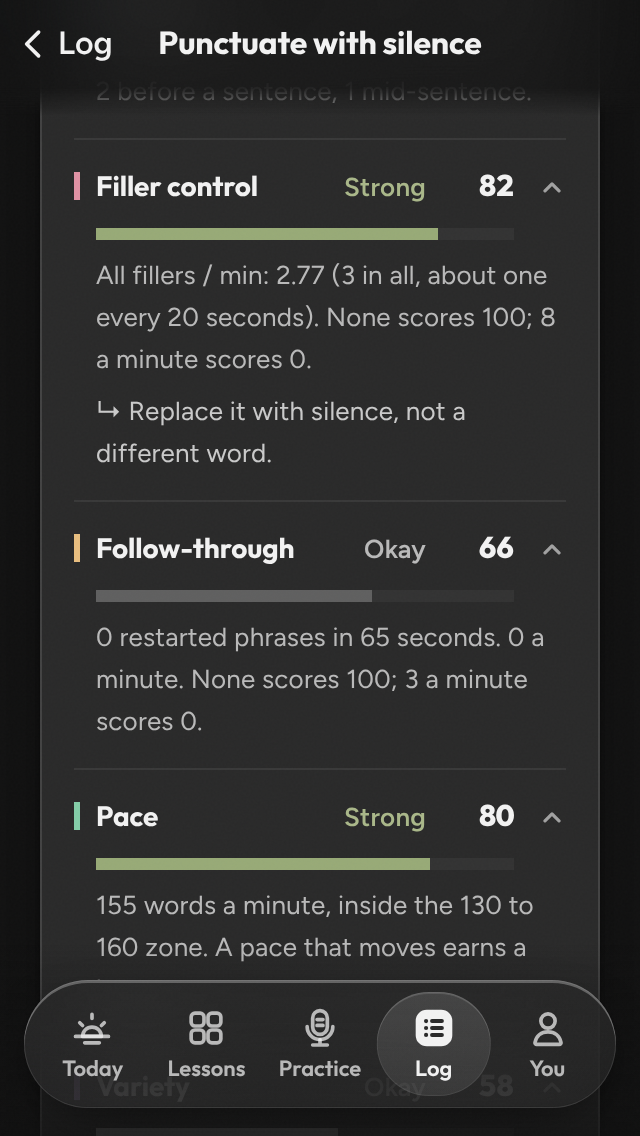 Log
Punctuate with silence
2 before a sentence, 1 mid-sentence.
Filler control Strong 82
All fillers / min: 2.77 (3 in all, about one
every 20 seconds). None scores 100; 8
a minute scores 0.
↳ Replace it with silence, not a
different word.
Follow-through Okay 66
0 restarted phrases in 65 seconds. 0 a
minute. None scores 100; 3 a minute
scores 0.
Pace Strong 80
155 words a minute, inside the 130 to
160 zone. A pace that moves earns a
Today Lessons Practice Log You
Variety Okay 58